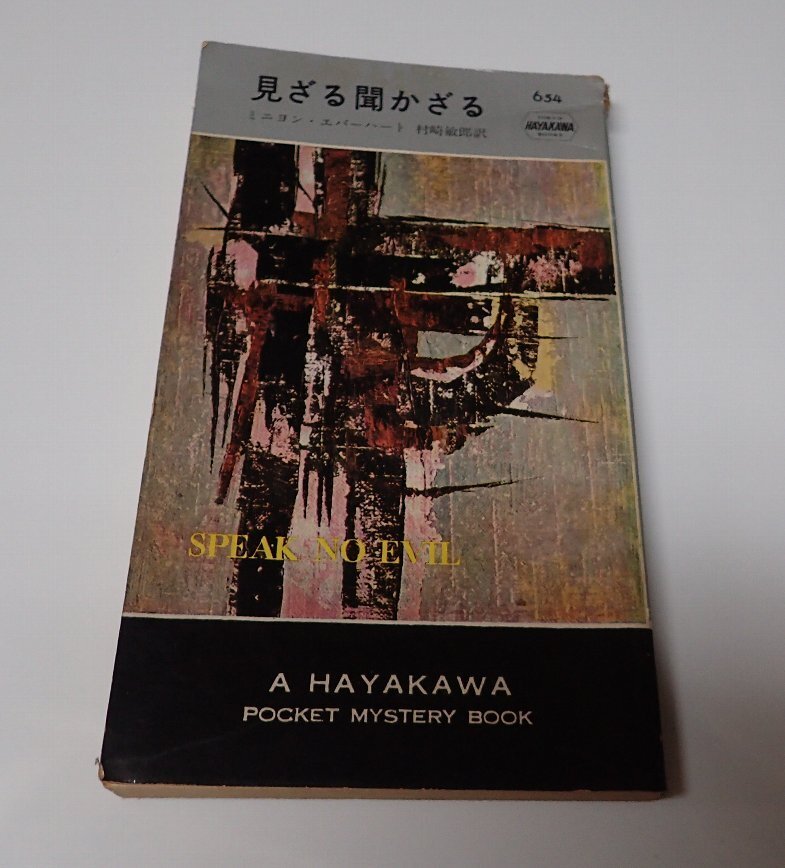 見ざる聞かざる
654
ミニヨン・エバーハート 村崎敏郎訳
HAYAKAWA
SPEAK NO EVIL
A HAYAKAWA
POCKET MYSTERY BOOK